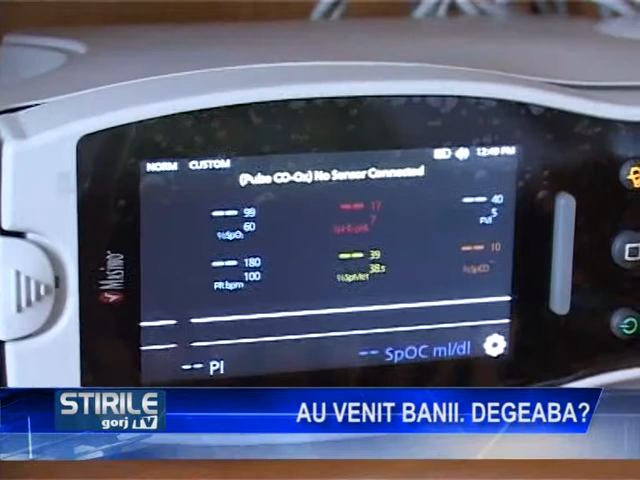 NORM CUSTOM 12:49 PM
(Pulse CO-Ox) No Sensor Connected
-- 99 60 %SpO2
-- 17 7
-- 40 5 PVI
-- 180 100 PR bpm
-- 39 38.5 %SpMet
-- 10 %SpCO
-- PI
-- SpOC ml/dl
Masimo
STIRILE
gorj TV
AU VENIT BANII. DEGEABA?